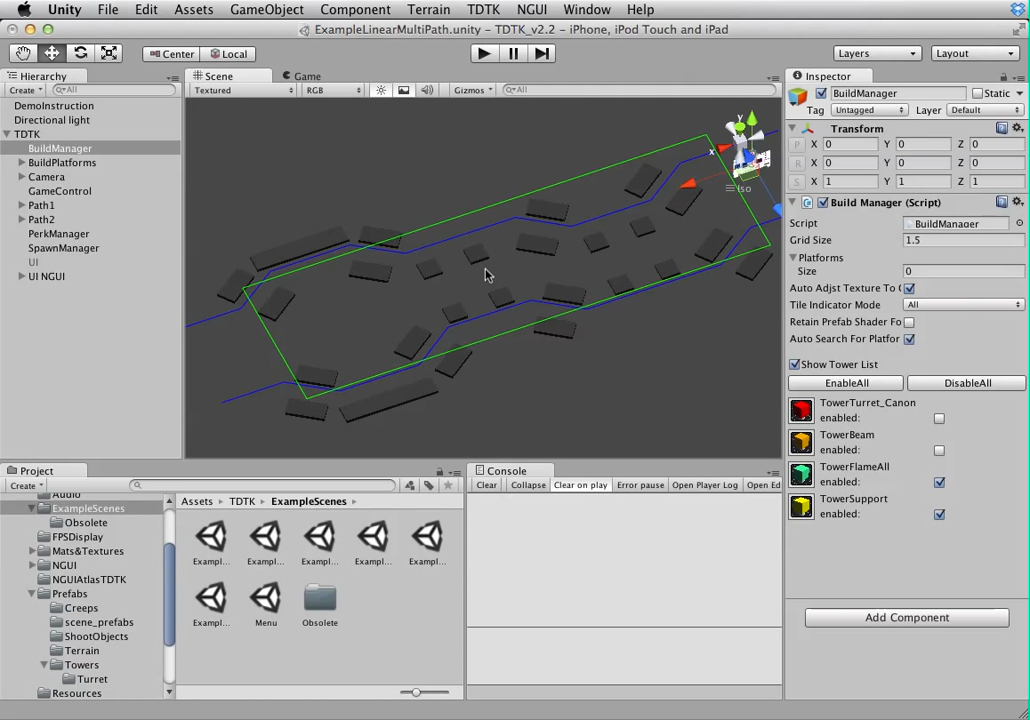 Unity File Edit Assets GameObject Component Terrain TDTK NGUI Window Help
ExampleLinearMultiPath.unity - TDTK_v2.2 - iPhone, iPod Touch and iPad
Center Local Layers Layout
Hierarchy
Create All
DemoInstruction
Directional light
TDTK
BuildManager
BuildPlatforms
Camera
GameControl
Path1
Path2
PerkManager
SpawnManager
UI
UI NGUI
Scene Game
Textured RGB Gizmos All
y
x
Iso
Inspector
BuildManager Static
Tag Untagged Layer Default
Transform
P X 0 Y 0 Z 0
R X 0 Y 0 Z 0
S X 1 Y 1 Z 1
Build Manager (Script)
Script BuildManager
Grid Size 1.5
Platforms
Size 0
Auto Adjst Texture To C
Tile Indicator Mode All
Retain Prefab Shader Fo
Auto Search For Platfor
Show Tower List
EnableAll DisableAll
TowerTurret_Canon
enabled:
TowerBeam
enabled:
TowerFlameAll
enabled:
TowerSupport
enabled:
Add Component
Project
Create
Audio
ExampleScenes
Obsolete
FPSDisplay
Mats&Textures
NGUI
NGUIAtlasTDTK
Prefabs
Creeps
scene_prefabs
ShootObjects
Terrain
Towers
Turret
Resources
Assets TDTK ExampleScenes
Exampl... Exampl... Exampl... Exampl... Exampl...
Exampl... Menu Obsolete
Console
Clear Collapse Clear on play Error pause Open Player Log Open Ed